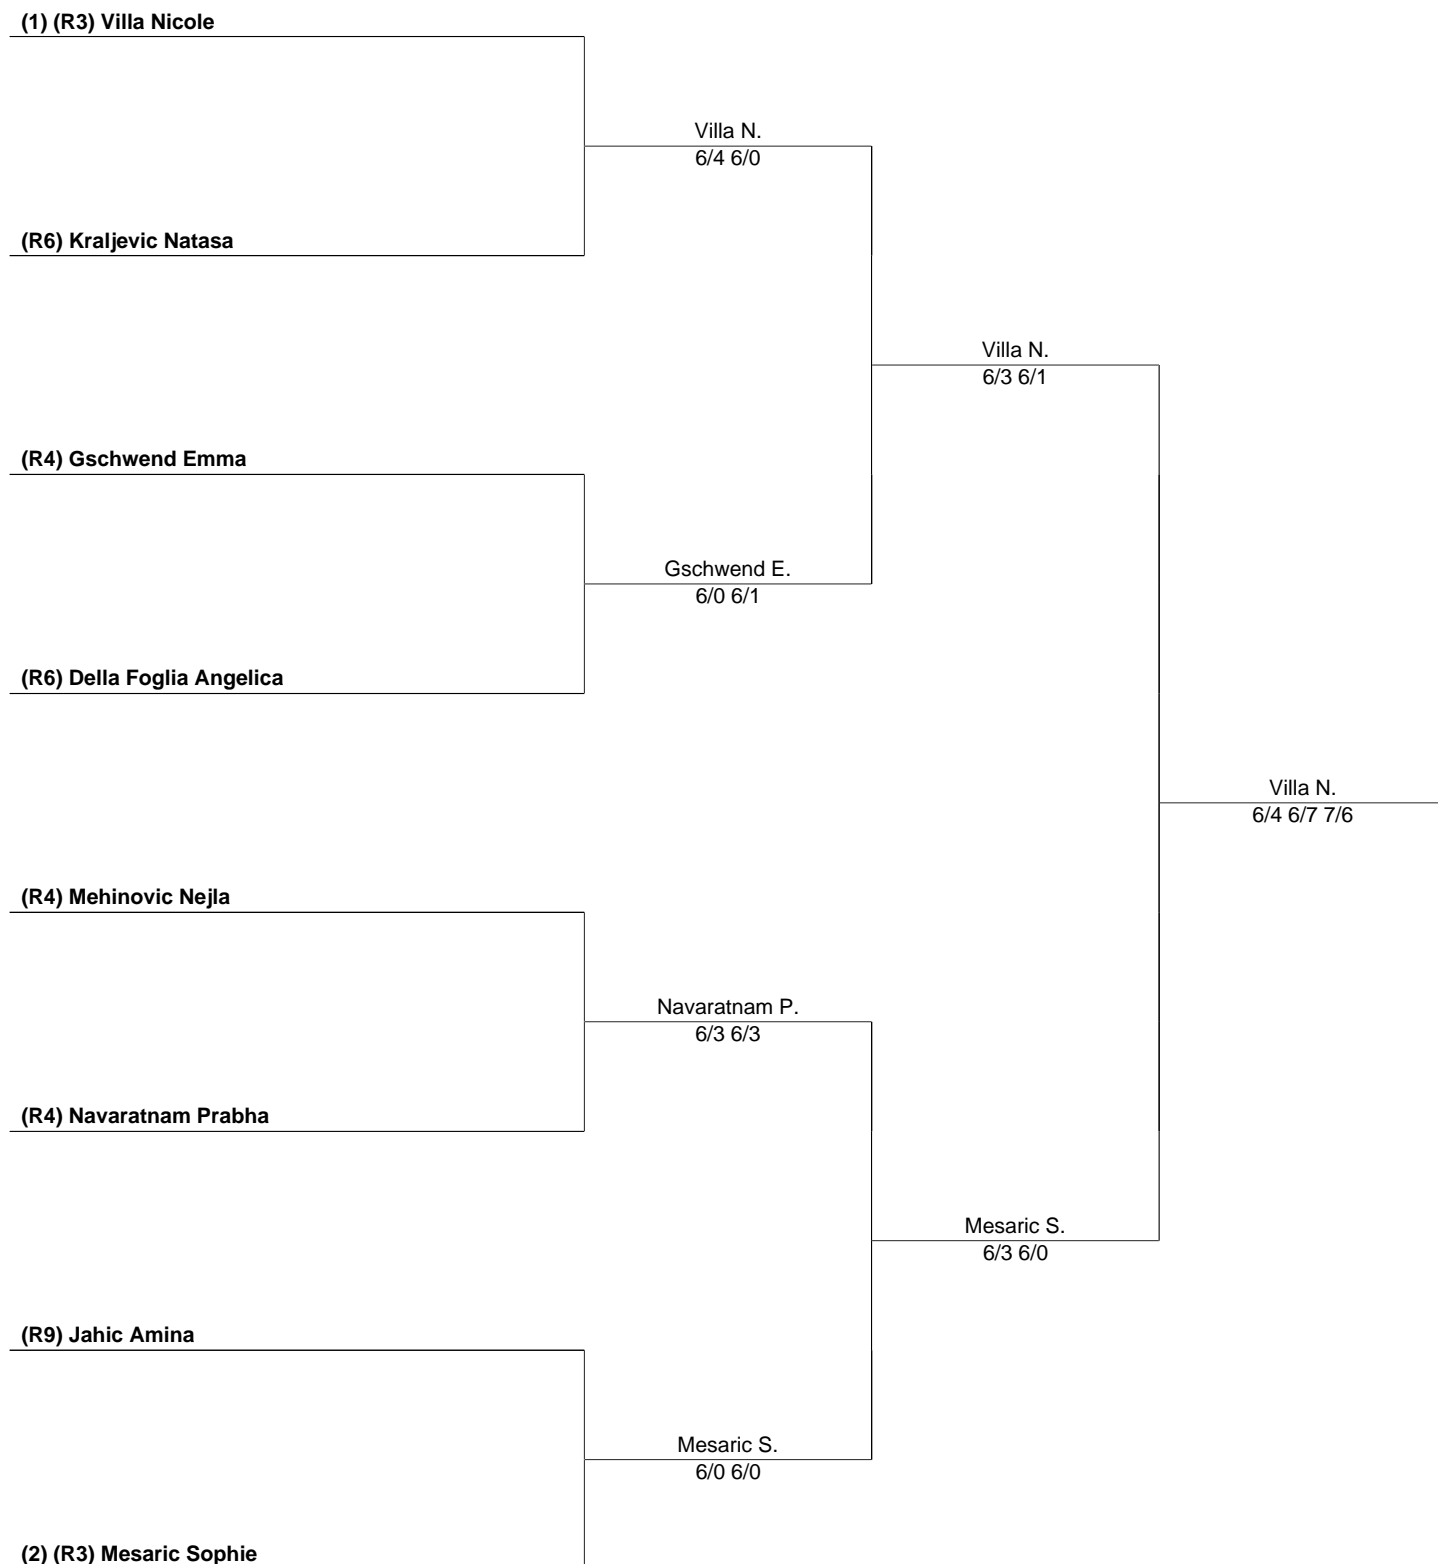 (1) (R3) Villa Nicole
Villa N.
6/4 6/0
(R6) Kraljevic Natasa
Villa N.
6/3 6/1
(R4) Gschwend Emma
Gschwend E.
6/0 6/1
(R6) Della Foglia Angelica
Villa N.
6/4 6/7 7/6
(R4) Mehinovic Nejla
Navaratnam P.
6/3 6/3
(R4) Navaratnam Prabha
Mesaric S.
6/3 6/0
(R9) Jahic Amina
Mesaric S.
6/0 6/0
(2) (R3) Mesaric Sophie